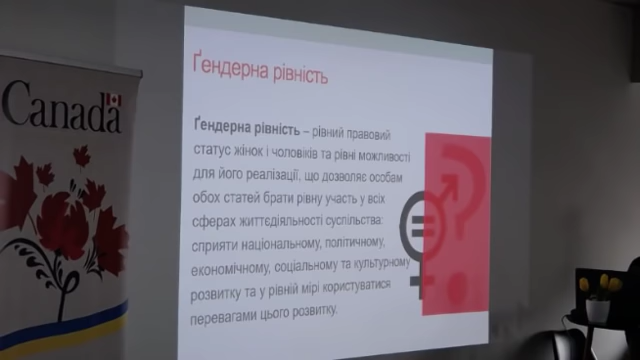 Canada
Ґендерна рівність
Ґендерна рівність – рівний правовий
статус жінок і чоловіків та рівні можливості
для його реалізації, що дозволяє особам
обох статей брати рівну участь у всіх
сферах життєдіяльності суспільства:
сприяти національному, політичному,
економічному, соціальному та культурному
розвитку та у рівній мірі користуватися
перевагами цього розвитку.